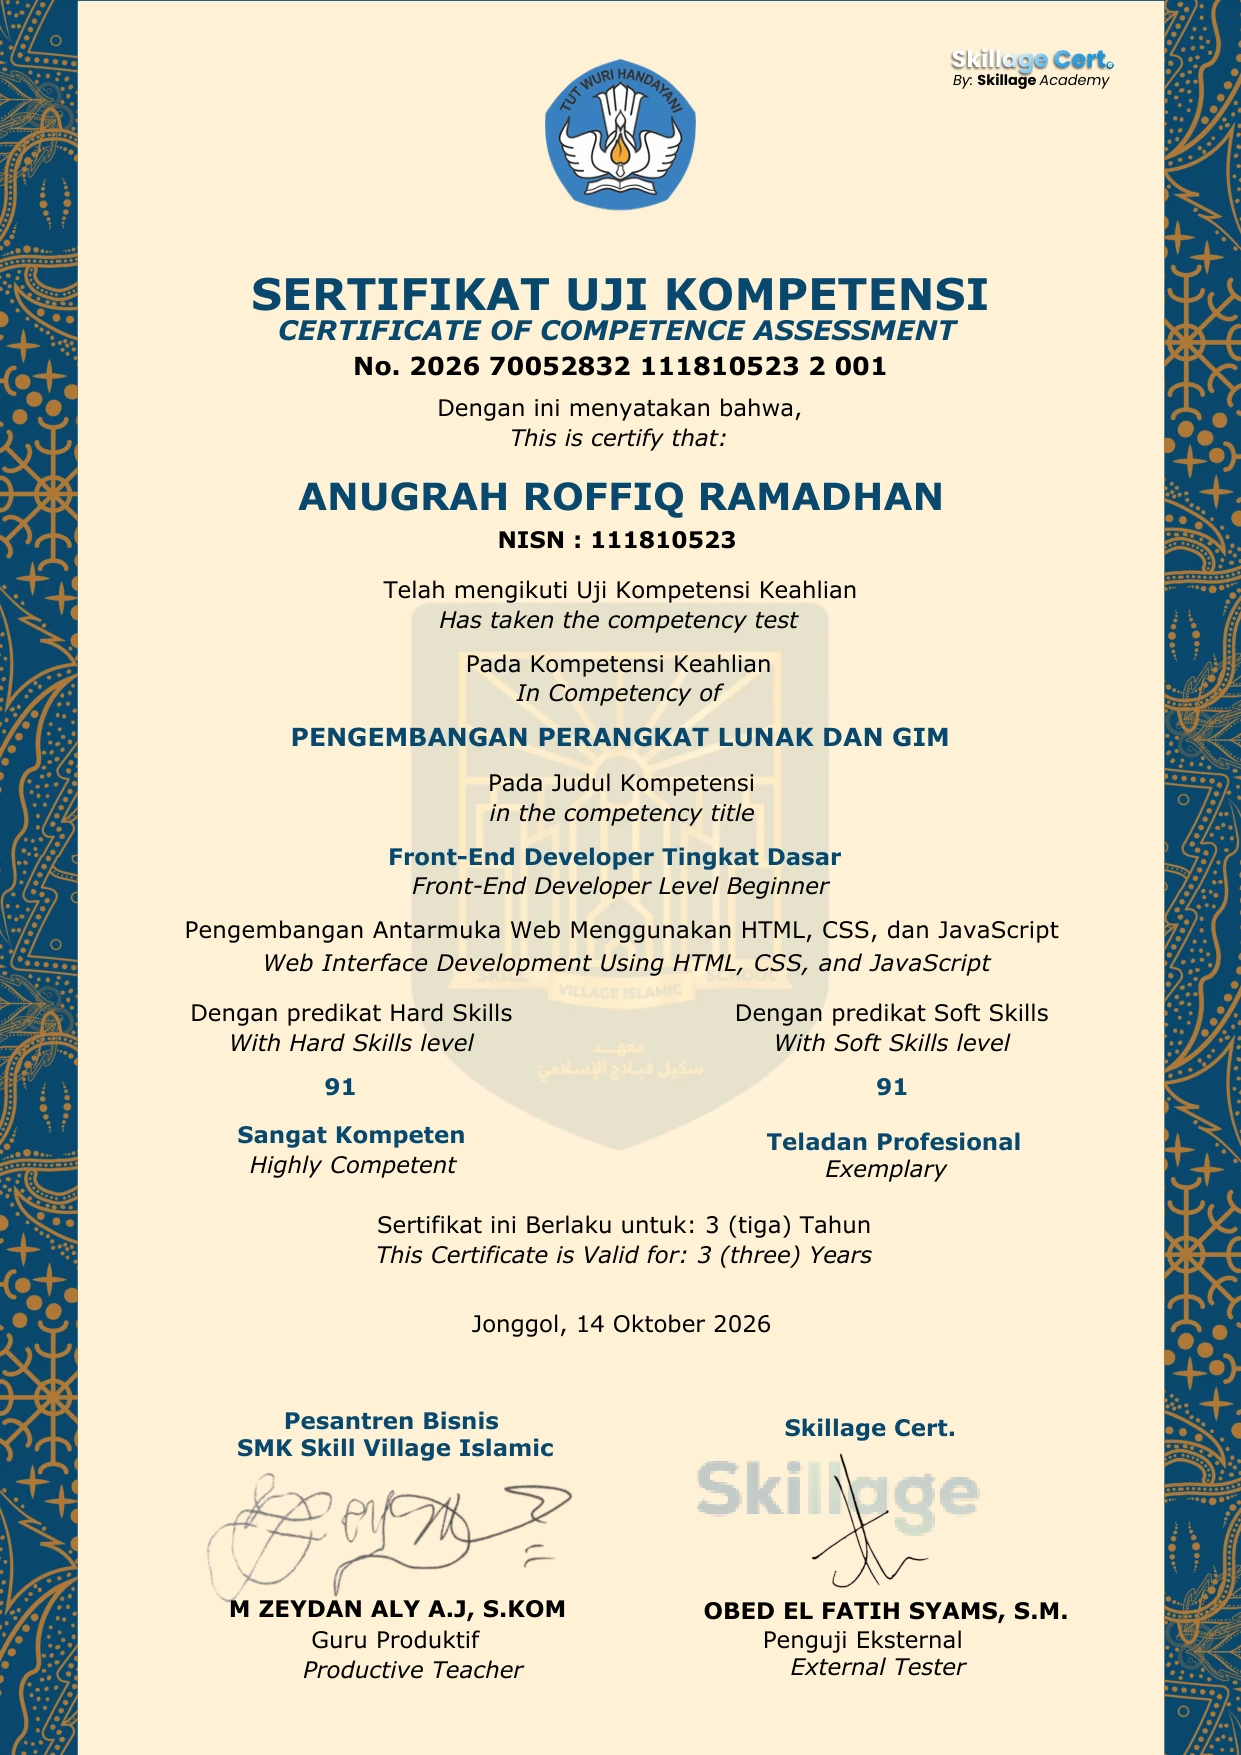 Skillage Cert.
By: Skillage Academy
TUT WURI HANDAYANI
SERTIFIKAT UJI KOMPETENSI
CERTIFICATE OF COMPETENCE ASSESSMENT
No. 2026 70052832 111810523 2 001
Dengan ini menyatakan bahwa,
This is certify that:
ANUGRAH ROFFIQ RAMADHAN
NISN : 111810523
Telah mengikuti Uji Kompetensi Keahlian
Has taken the competency test
Pada Kompetensi Keahlian
In Competency of
PENGEMBANGAN PERANGKAT LUNAK DAN GIM
Pada Judul Kompetensi
in the competency title
Front-End Developer Tingkat Dasar
Front-End Developer Level Beginner
Pengembangan Antarmuka Web Menggunakan HTML, CSS, dan JavaScript
Web Interface Development Using HTML, CSS, and JavaScript
SKILL SCHOOL
VILLAGE ISLAMIC
Dengan predikat Hard Skills Dengan predikat Soft Skills
With Hard Skills level With Soft Skills level
معهد
سكيل فيلاج الإسلامي
91 91
Sangat Kompeten Teladan Profesional
Highly Competent Exemplary
Sertifikat ini Berlaku untuk: 3 (tiga) Tahun
This Certificate is Valid for: 3 (three) Years
Jonggol, 14 Oktober 2026
Pesantren Bisnis
SMK Skill Village Islamic
Skillage Cert.
Skillage
M ZEYDAN ALY A.J, S.KOM
Guru Produktif
Productive Teacher
OBED EL FATIH SYAMS, S.M.
Penguji Eksternal
External Tester